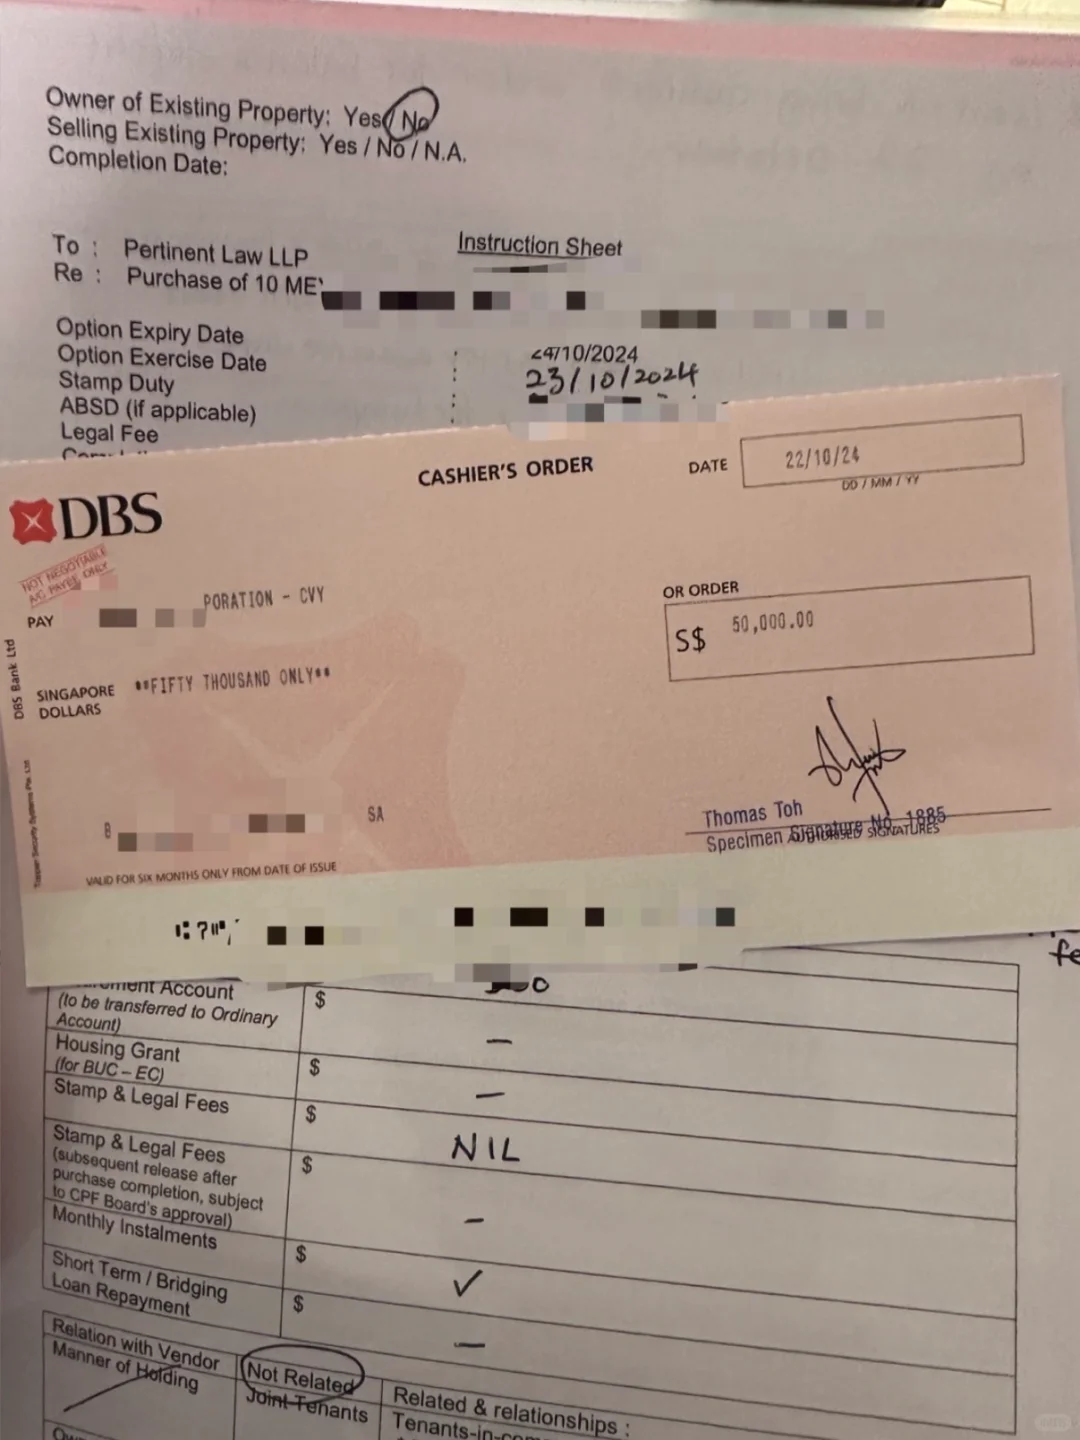 Owner of Existing Property: Yes / No
Selling Existing Property: Yes / No / N.A.
Completion Date:
Instruction Sheet
To : Pertinent Law LLP
Re : Purchase of 10 ME
Option Expiry Date
24/10/2024
Option Exercise Date :
23/10/2024
Stamp Duty :
ABSD (if applicable) :
Legal Fee
CASHIER'S ORDER
DATE 22/10/24
DD / MM / YY
DBS
NOT NEGOTIABLE
A/C PAYEE ONLY
PAY PORATION - CVY
OR ORDER
S$ 50,000.00
SINGAPORE DOLLARS **FIFTY THOUSAND ONLY**
DBS Bank Ltd
SA
Thomas Toh
Specimen Signature No. 1885
AUTHORISED SIGNATURES
VALID FOR SIX MONTHS ONLY FROM DATE OF ISSUE
fe
Account
(to be transferred to Ordinary
Account)
$
-
Housing Grant
(for BUC – EC)
$
-
Stamp & Legal Fees
$
NIL
Stamp & Legal Fees
(subsequent release after
purchase completion, subject
to CPF Board's approval)
$
-
Monthly Instalments
$
✓
Short Term / Bridging
Loan Repayment
$
-
Relation with Vendor
Not Related
Related & relationships :
Manner of Holding
Joint Tenants